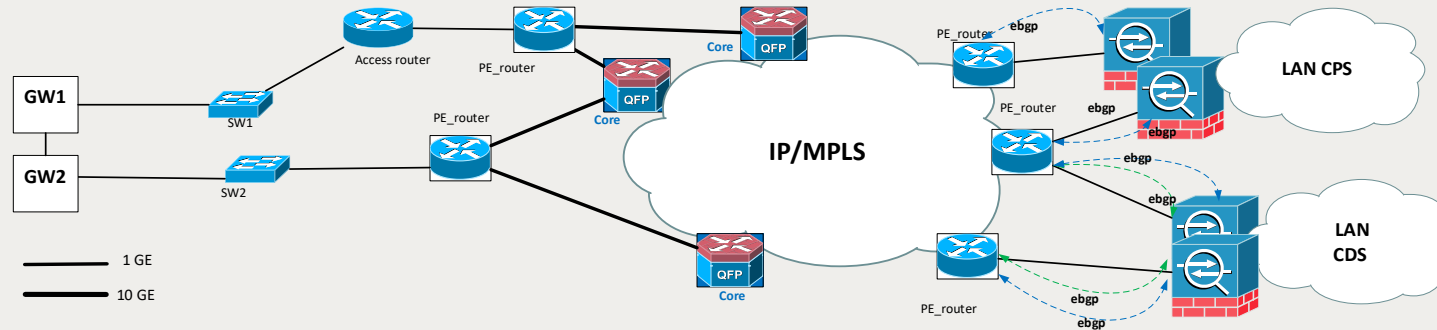 GW1
GW2
SW1
SW2
Access router
PE_router
PE_router
Core
QFP
QFP
Core
QFP
Core
IP/MPLS
PE_router
PE_router
PE_router
ebgp
ebgp
ebgp
ebgp
ebgp
ebgp
ebgp
LAN CPS
LAN
CDS
1 GE
10 GE